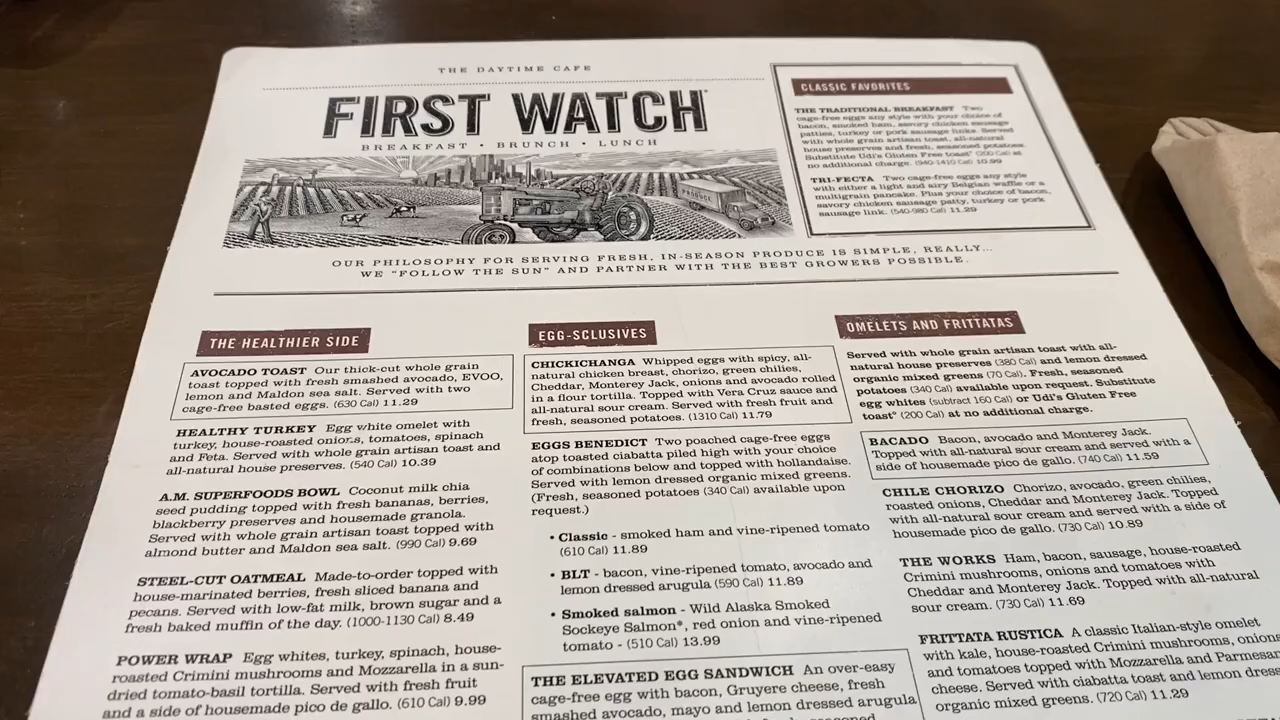 THE DAYTIME CAFE
FIRST WATCH
BREAKFAST • BRUNCH • LUNCH
PRODUCE
OUR PHILOSOPHY FOR SERVING FRESH, IN-SEASON PRODUCE IS SIMPLE, REALLY...
WE "FOLLOW THE SUN" AND PARTNER WITH THE BEST GROWERS POSSIBLE.
CLASSIC FAVORITES
THE TRADITIONAL BREAKFAST Two
cage-free eggs any style with your choice of
bacon, smoked ham, savory chicken sausage
patties, turkey or pork sausage links. Served
with whole grain artisan toast, all-natural
house preserves and fresh, seasoned potatoes.
Substitute Udi's Gluten Free toast* (200 Cal) at
no additional charge. (940-1410 Cal) 10.99
TRI-FECTA Two cage-free eggs any style
with either a light and airy Belgian waffle or a
multigrain pancake. Plus your choice of bacon,
savory chicken sausage patty, turkey or pork
sausage link. (540-980 Cal) 11.29
THE HEALTHIER SIDE
AVOCADO TOAST Our thick-cut whole grain
toast topped with fresh smashed avocado, EVOO,
lemon and Maldon sea salt. Served with two
cage-free basted eggs. (630 Cal) 11.29
HEALTHY TURKEY Egg white omelet with
turkey, house-roasted onions, tomatoes, spinach
and Feta. Served with whole grain artisan toast and
all-natural house preserves. (540 Cal) 10.39
A.M. SUPERFOODS BOWL Coconut milk chia
seed pudding topped with fresh bananas, berries,
blackberry preserves and housemade granola.
Served with whole grain artisan toast topped with
almond butter and Maldon sea salt. (990 Cal) 9.69
STEEL-CUT OATMEAL Made-to-order topped with
house-marinated berries, fresh sliced banana and
pecans. Served with low-fat milk, brown sugar and a
fresh baked muffin of the day. (1000-1130 Cal) 8.49
POWER WRAP Egg whites, turkey, spinach, house-
roasted Crimini mushrooms and Mozzarella in a sun-
dried tomato-basil tortilla. Served with fresh fruit
and a side of housemade pico de gallo. (610 Cal) 9.99
EGG-SCLUSIVES
CHICKICHANGA Whipped eggs with spicy, all-
natural chicken breast, chorizo, green chilies,
Cheddar, Monterey Jack, onions and avocado rolled
in a flour tortilla. Topped with Vera Cruz sauce and
all-natural sour cream. Served with fresh fruit and
fresh, seasoned potatoes. (1310 Cal) 11.79
EGGS BENEDICT Two poached cage-free eggs
atop toasted ciabatta piled high with your choice
of combinations below and topped with hollandaise.
Served with lemon dressed organic mixed greens.
(Fresh, seasoned potatoes (340 Cal) available upon
request.)
• Classic - smoked ham and vine-ripened tomato
(610 Cal) 11.89
• BLT - bacon, vine-ripened tomato, avocado and
lemon dressed arugula (590 Cal) 11.89
• Smoked salmon - Wild Alaska Smoked
Sockeye Salmon*, red onion and vine-ripened
tomato - (510 Cal) 13.99
THE ELEVATED EGG SANDWICH An over-easy
cage-free egg with bacon, Gruyere cheese, fresh
smashed avocado, mayo and lemon dressed arugula
OMELETS AND FRITTATAS
Served with whole grain artisan toast with all-
natural house preserves (380 Cal) and lemon dressed
organic mixed greens (70 Cal). Fresh, seasoned
potatoes (340 Cal) available upon request. Substitute
egg whites (subtract 160 Cal) or Udi's Gluten Free
toast* (200 Cal) at no additional charge.
BACADO Bacon, avocado and Monterey Jack.
Topped with all-natural sour cream and served with a
side of housemade pico de gallo. (740 Cal) 11.59
CHILE CHORIZO Chorizo, avocado, green chilies,
roasted onions, Cheddar and Monterey Jack. Topped
with all-natural sour cream and served with a side of
housemade pico de gallo. (730 Cal) 10.89
THE WORKS Ham, bacon, sausage, house-roasted
Crimini mushrooms, onions and tomatoes with
Cheddar and Monterey Jack. Topped with all-natural
sour cream. (730 Cal) 11.69
FRITTATA RUSTICA A classic Italian-style omelet
with kale, house-roasted Crimini mushrooms, onions
and tomatoes topped with Mozzarella and Parmesan
cheese. Served with ciabatta toast and lemon
organic mixed greens. (720 Cal) 11.29